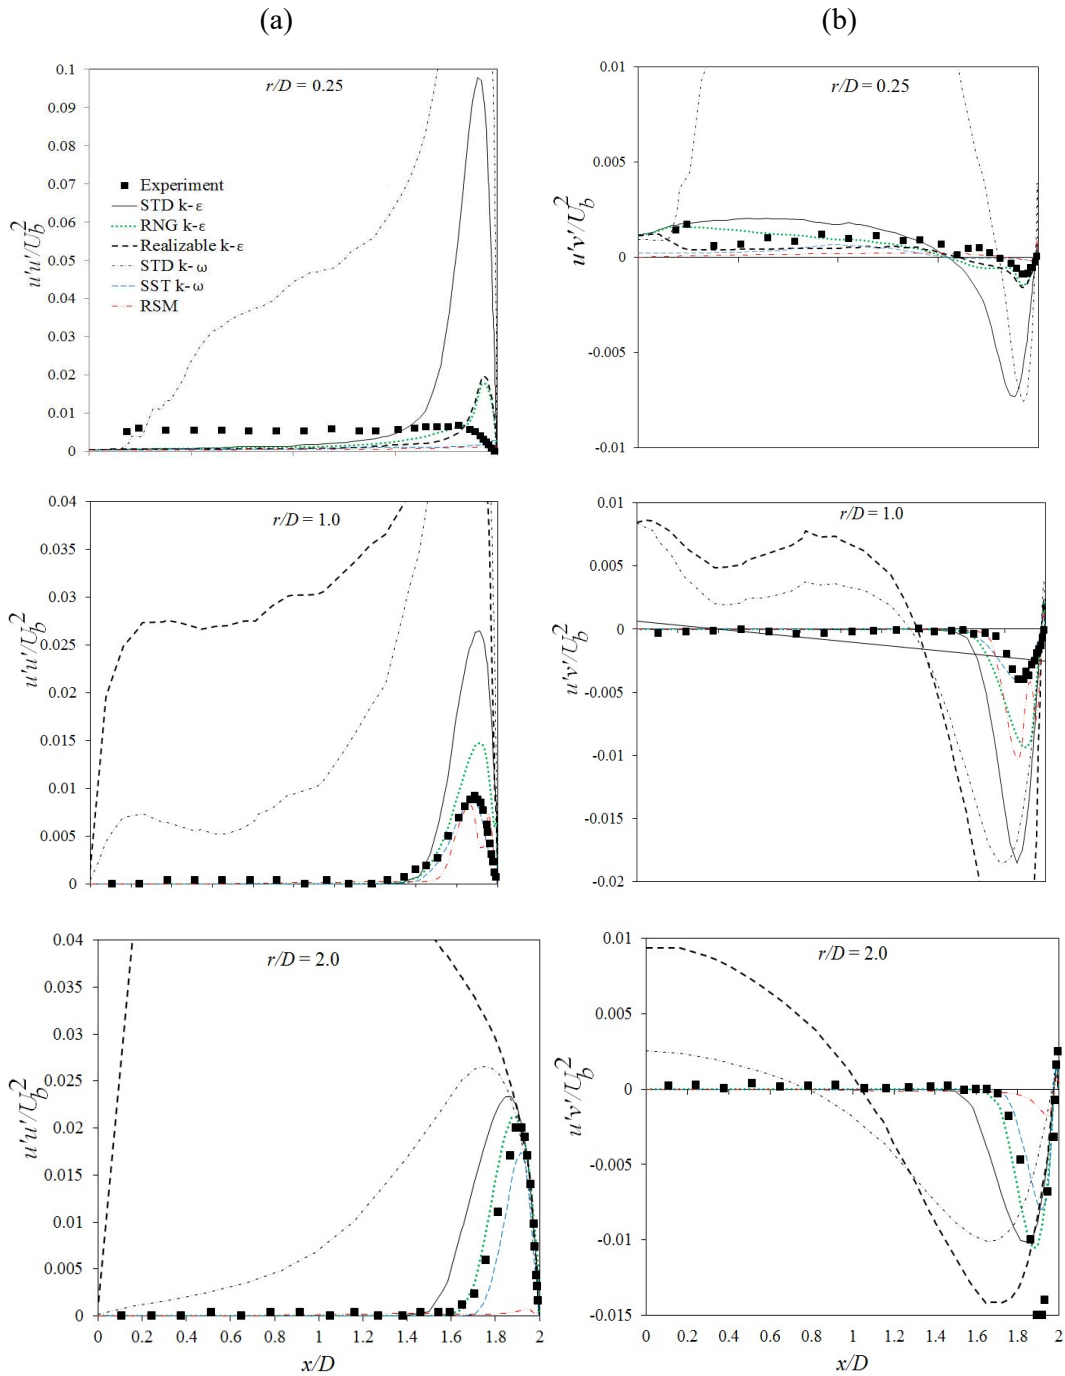 (a)
(b)
0.1
0.09
0.08
0.07
0.06
0.05
0.04
0.03
0.02
0.01
0
u'u'/U_b^2
r/D = 0.25
Experiment
STD k-ε
RNG k-ε
Realizable k-ε
STD k-ω
SST k-ω
RSM
0.01
0.005
0
-0.005
-0.01
u'v'/U_b^2
r/D = 0.25
0.04
0.035
0.03
0.025
0.02
0.015
0.01
0.005
0
u'u'/U_b^2
r/D = 1.0
0.01
0.005
0
-0.005
-0.01
-0.015
-0.02
u'v'/U_b^2
r/D = 1.0
0.04
0.035
0.03
0.025
0.02
0.015
0.01
0.005
0
u'u'/U_b^2
r/D = 2.0
0 0.2 0.4 0.6 0.8 1 1.2 1.4 1.6 1.8 2
x/D
0.01
0.005
0
-0.005
-0.01
-0.015
u'v'/U_b^2
r/D = 2.0
0 0.2 0.4 0.6 0.8 1 1.2 1.4 1.6 1.8 2
x/D